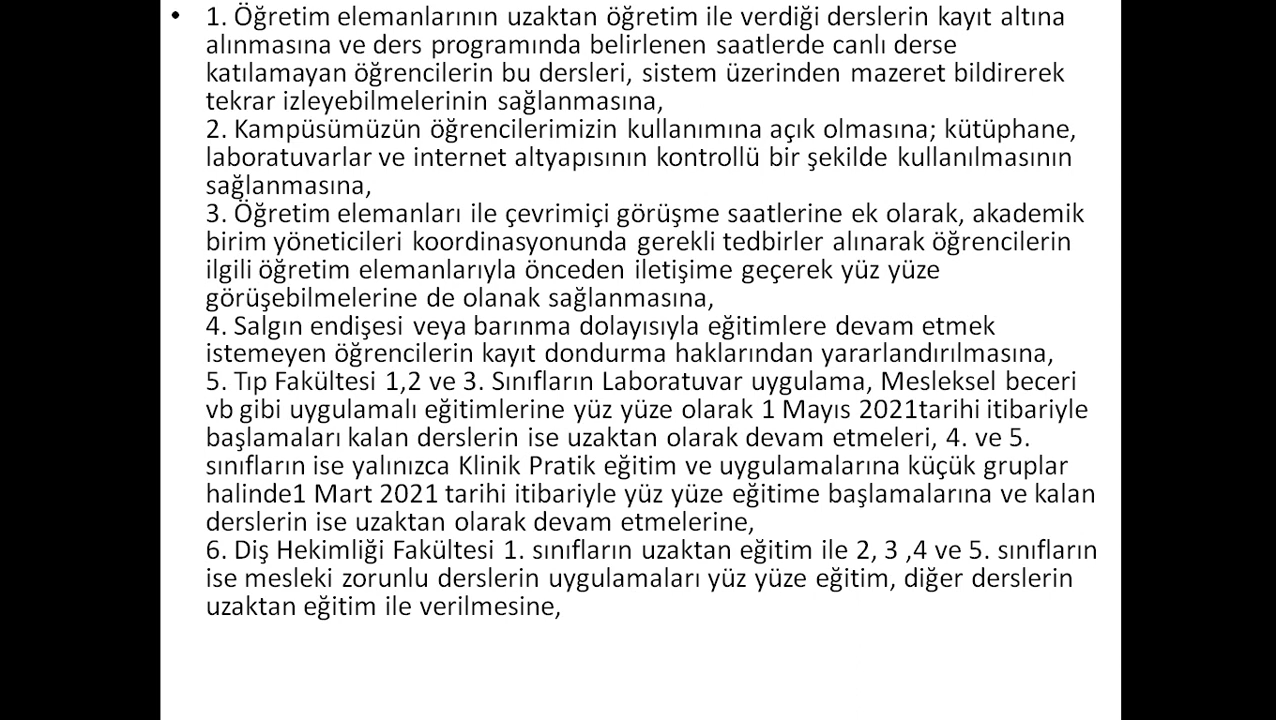 • 1. Öğretim elemanlarının uzaktan öğretim ile verdiği derslerin kayıt altına
alınmasına ve ders programında belirlenen saatlerde canlı derse
katılamayan öğrencilerin bu dersleri, sistem üzerinden mazeret bildirerek
tekrar izleyebilmelerinin sağlanmasına,
2. Kampüsümüzün öğrencilerimizin kullanımına açık olmasına; kütüphane,
laboratuvarlar ve internet altyapısının kontrollü bir şekilde kullanılmasının
sağlanmasına,
3. Öğretim elemanları ile çevrimiçi görüşme saatlerine ek olarak, akademik
birim yöneticileri koordinasyonunda gerekli tedbirler alınarak öğrencilerin
ilgili öğretim elemanlarıyla önceden iletişime geçerek yüz yüze
görüşebilmelerine de olanak sağlanmasına,
4. Salgın endişesi veya barınma dolayısıyla eğitimlere devam etmek
istemeyen öğrencilerin kayıt dondurma haklarından yararlandırılmasına,
5. Tıp Fakültesi 1,2 ve 3. Sınıfların Laboratuvar uygulama, Mesleksel beceri
vb gibi uygulamalı eğitimlerine yüz yüze olarak 1 Mayıs 2021tarihi itibariyle
başlamaları kalan derslerin ise uzaktan olarak devam etmeleri, 4. ve 5.
sınıfların ise yalınızca Klinik Pratik eğitim ve uygulamalarına küçük gruplar
halinde1 Mart 2021 tarihi itibariyle yüz yüze eğitime başlamalarına ve kalan
derslerin ise uzaktan olarak devam etmelerine,
6. Diş Hekimliği Fakültesi 1. sınıfların uzaktan eğitim ile 2, 3 ,4 ve 5. sınıfların
ise mesleki zorunlu derslerin uygulamaları yüz yüze eğitim, diğer derslerin
uzaktan eğitim ile verilmesine,